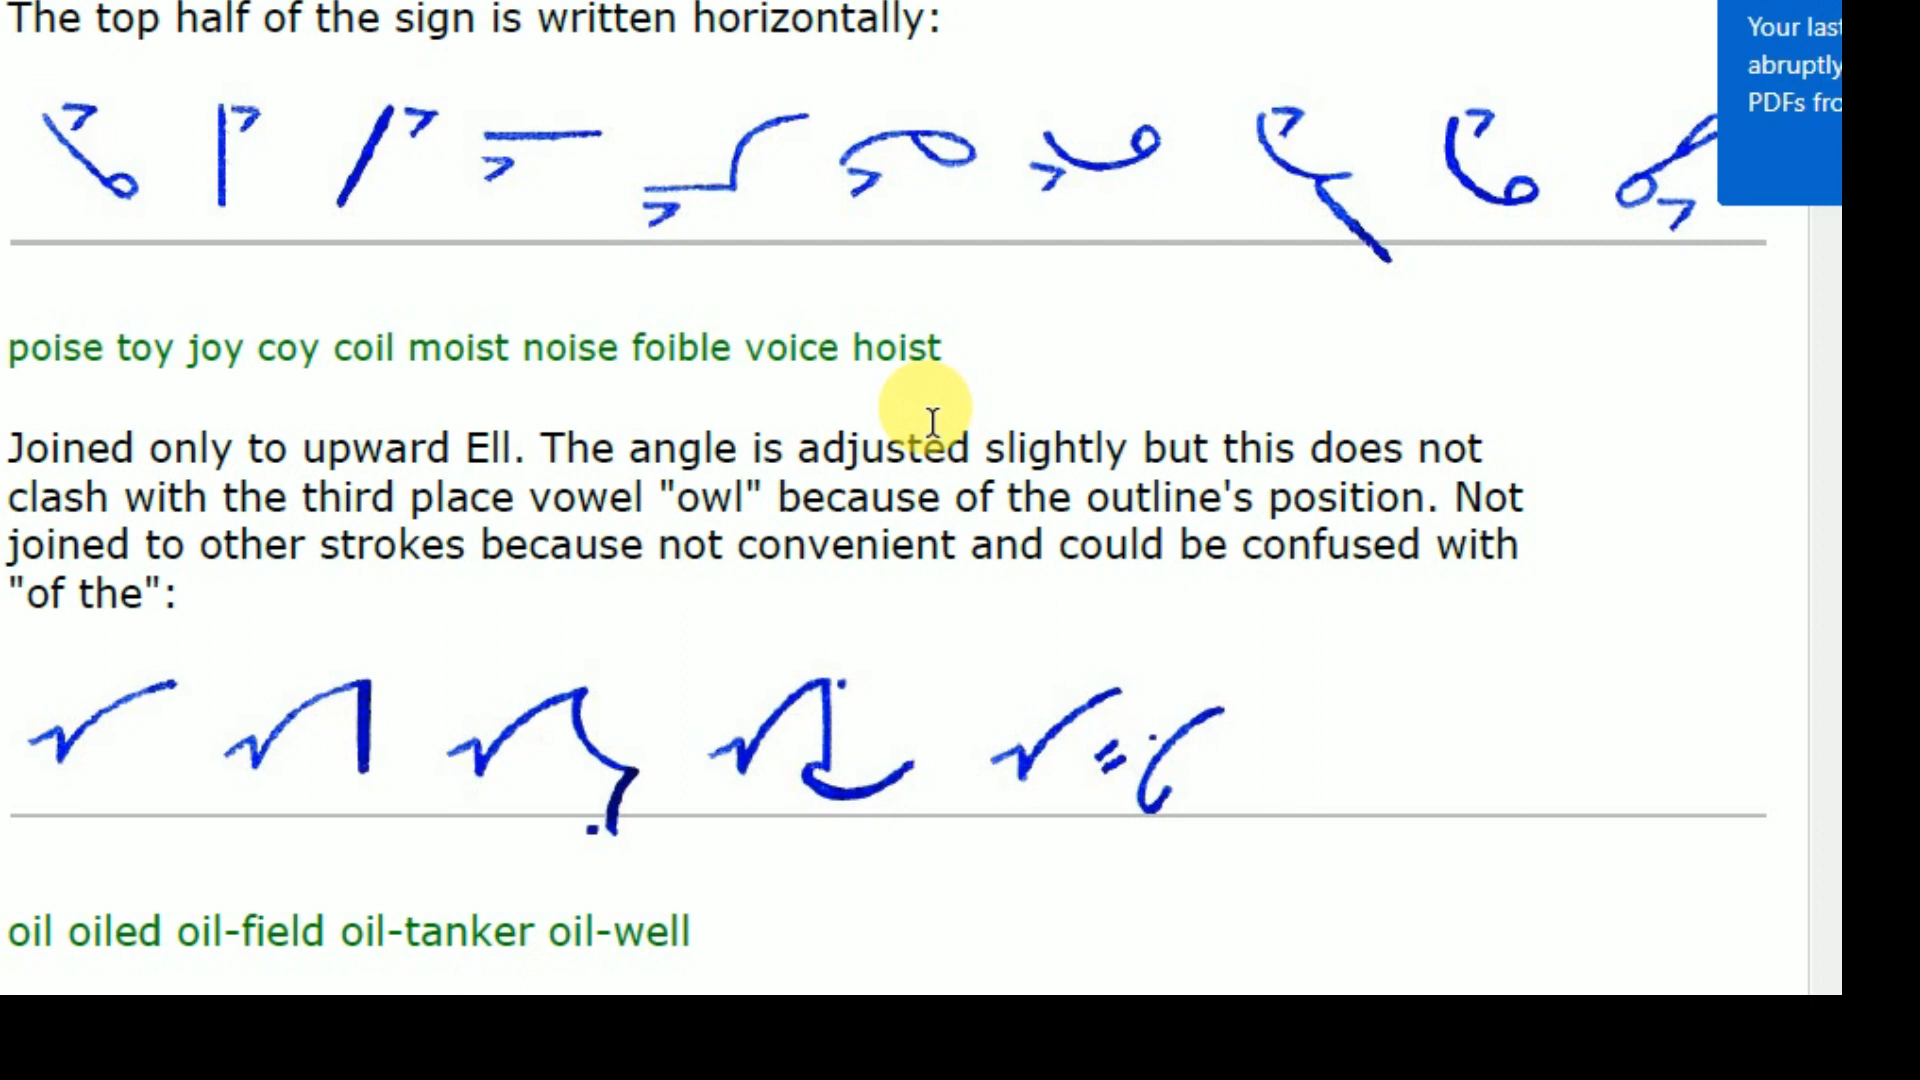 The top half of the sign is written horizontally:
Your last
abruptly
PDFs fro
poise toy joy coy coil moist noise foible voice hoist
Joined only to upward Ell. The angle is adjusted slightly but this does not
clash with the third place vowel "owl" because of the outline's position. Not
joined to other strokes because not convenient and could be confused with
"of the":
oil oiled oil-field oil-tanker oil-well